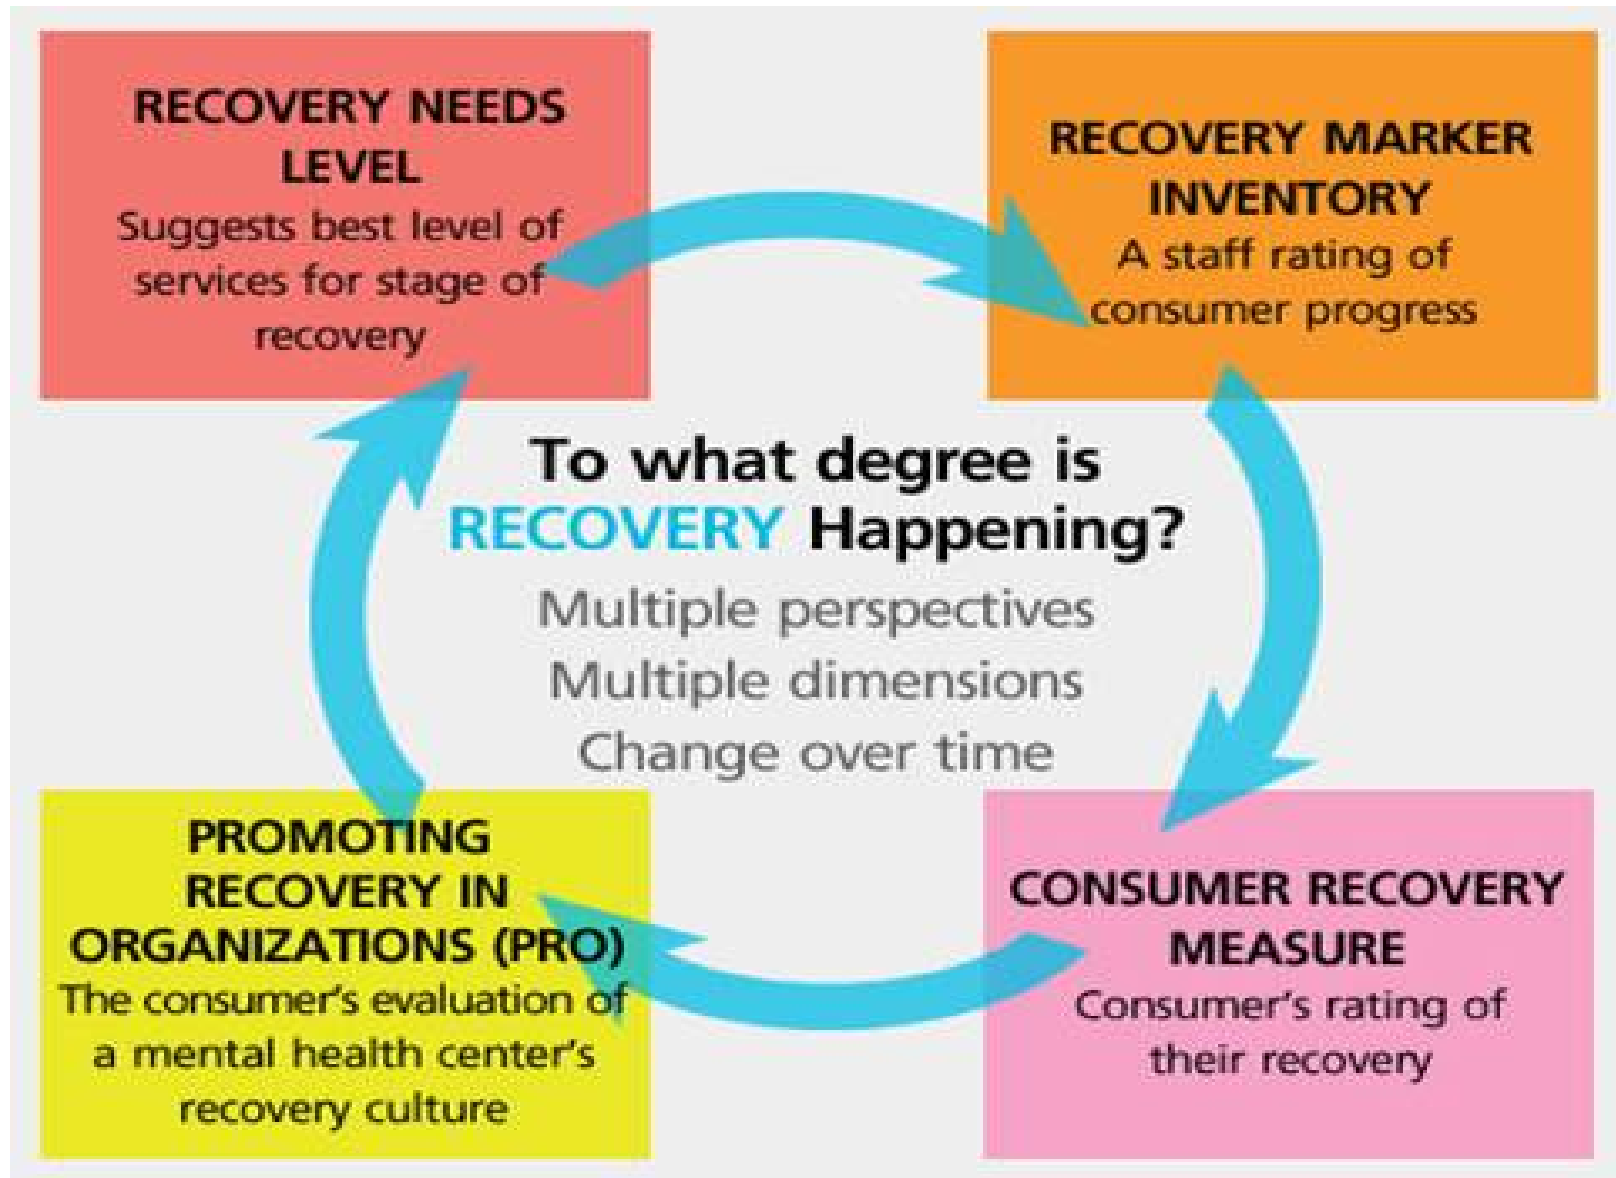 RECOVERY NEEDS
LEVEL
Suggests best level of
services for stage of
recovery
RECOVERY MARKER
INVENTORY
A staff rating of
consumer progress
To what degree is
RECOVERY Happening?
Multiple perspectives
Multiple dimensions
Change over time
PROMOTING
RECOVERY IN
ORGANIZATIONS (PRO)
The consumer's evaluation of
a mental health center's
recovery culture
CONSUMER RECOVERY
MEASURE
Consumer's rating of
their recovery